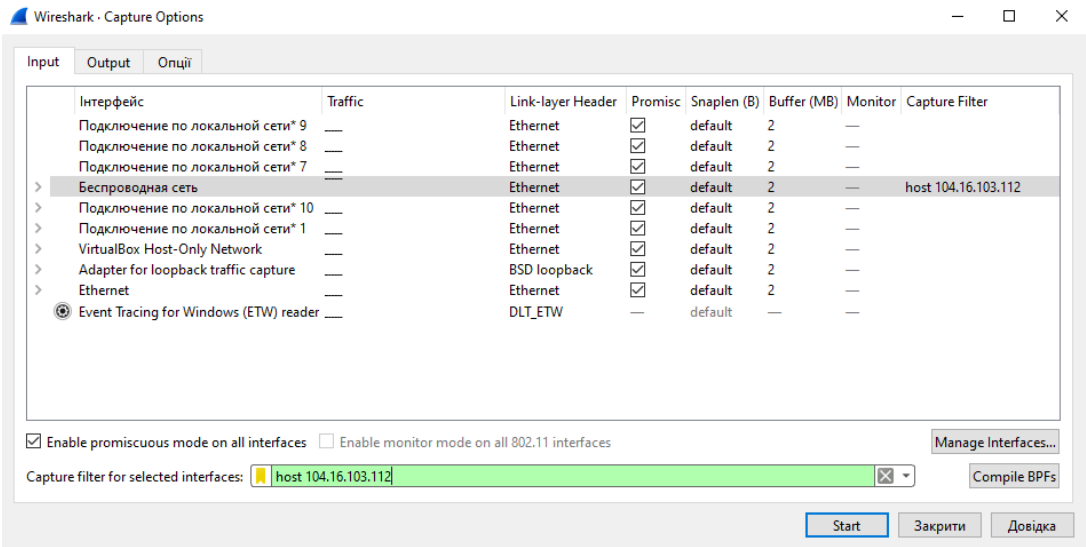 Wireshark · Capture Options
Input Output Опції
Інтерфейс Traffic Link-layer Header Promisc Snaplen (B) Buffer (MB) Monitor Capture Filter
Подключение по локальной сети* 9 Ethernet default 2 —
Подключение по локальной сети* 8 Ethernet default 2 —
Подключение по локальной сети* 7 Ethernet default 2 —
Беспроводная сеть Ethernet default 2 — host 104.16.103.112
Подключение по локальной сети* 10 Ethernet default 2 —
Подключение по локальной сети* 1 Ethernet default 2 —
VirtualBox Host-Only Network Ethernet default 2 —
Adapter for loopback traffic capture BSD loopback default 2 —
Ethernet Ethernet default 2 —
Event Tracing for Windows (ETW) reader DLT_ETW — default — —
Enable promiscuous mode on all interfaces Enable monitor mode on all 802.11 interfaces Manage Interfaces...
Capture filter for selected interfaces: host 104.16.103.112 Compile BPFs
Start Закрити Довідка